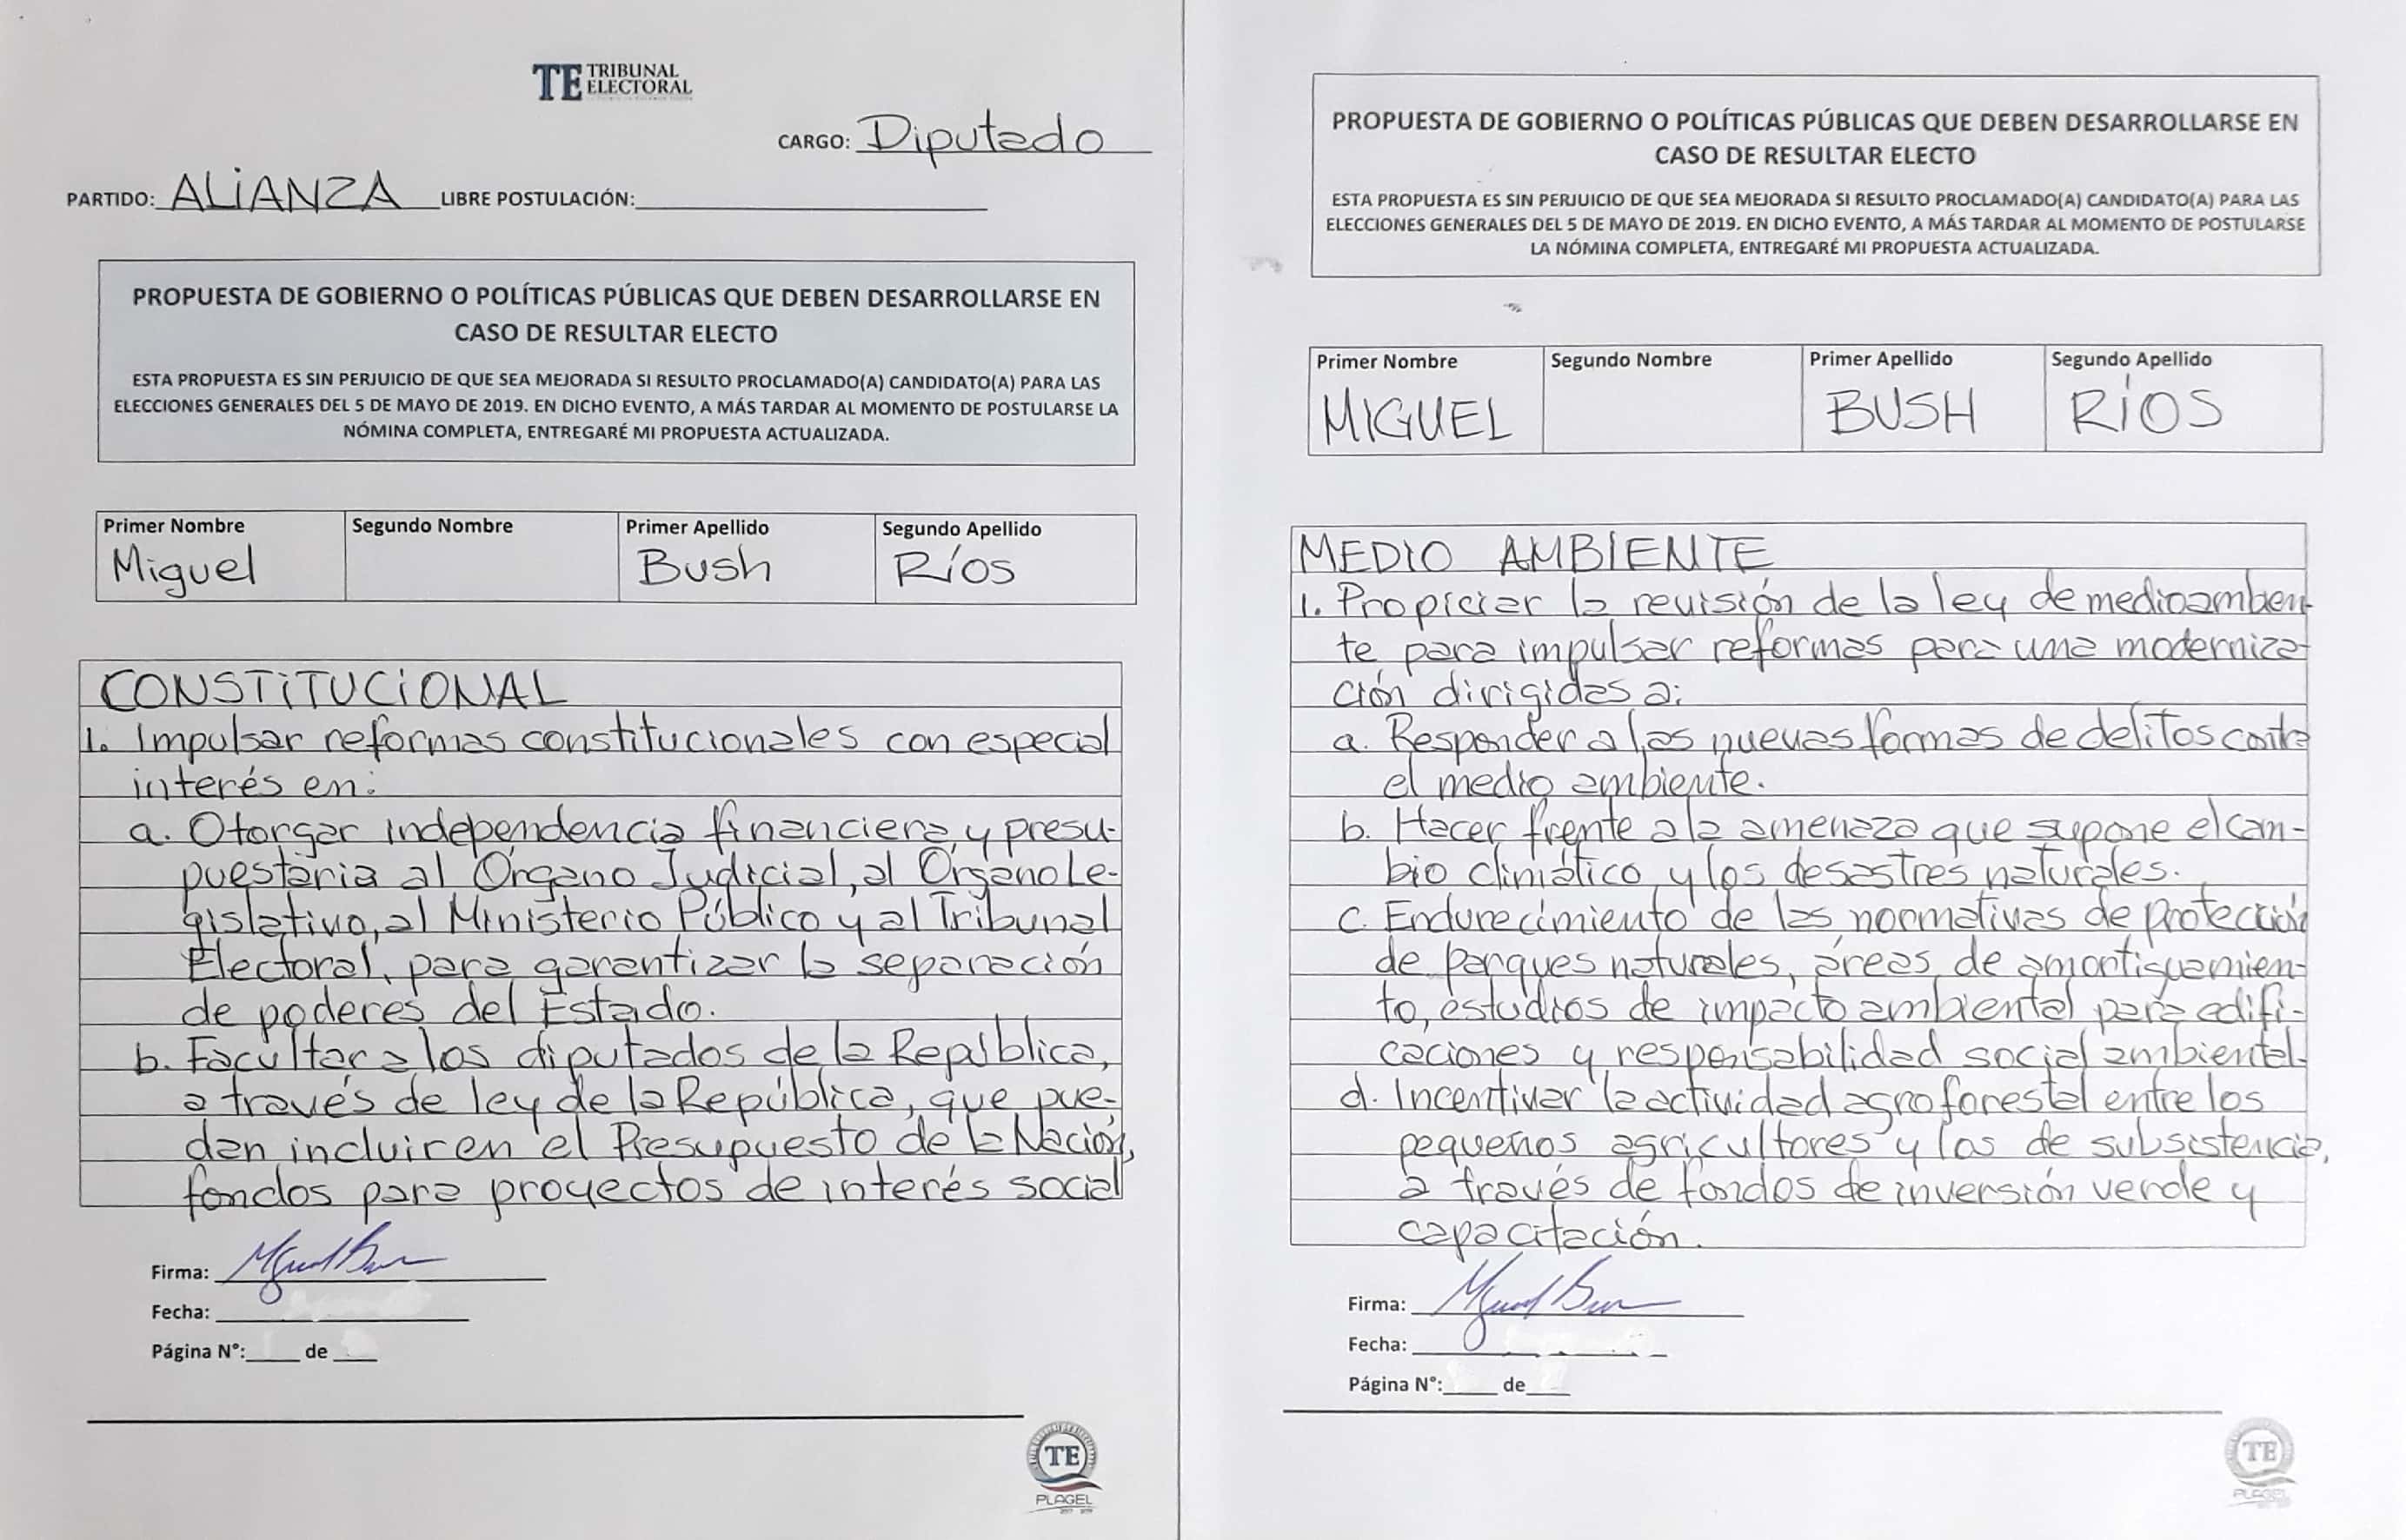 TE TRIBUNAL
ELECTORAL
CARGO: Diputado
PARTIDO: ALIANZA LIBRE POSTULACIÓN:
PROPUESTA DE GOBIERNO O POLÍTICAS PÚBLICAS QUE DEBEN DESARROLLARSE EN
CASO DE RESULTAR ELECTO
ESTA PROPUESTA ES SIN PERJUICIO DE QUE SEA MEJORADA SI RESULTO PROCLAMADO(A) CANDIDATO(A) PARA LAS
ELECCIONES GENERALES DEL 5 DE MAYO DE 2019. EN DICHO EVENTO, A MÁS TARDAR AL MOMENTO DE POSTULARSE LA
NÓMINA COMPLETA, ENTREGARÉ MI PROPUESTA ACTUALIZADA.
Primer Nombre Segundo Nombre Primer Apellido Segundo Apellido
Miguel Bush Ríos
CONSTITUCIONAL
1. Impulsar reformas constitucionales con especial
interés en:
a. Otorgar independencia financiera y presu-
puestaria al Órgano Judicial, al Órgano Le-
gislativo, al Ministerio Público y al Tribunal
Electoral, para garantizar la separación
de poderes del Estado.
b. Facultar a los diputados de la República,
a través de ley de la República, que pue-
dan incluir en el Presupuesto de la Nación,
fondos para proyectos de interés social
Firma:
Fecha:
Página N°: de
TE
PLAGEL
PROPUESTA DE GOBIERNO O POLÍTICAS PÚBLICAS QUE DEBEN DESARROLLARSE EN
CASO DE RESULTAR ELECTO
ESTA PROPUESTA ES SIN PERJUICIO DE QUE SEA MEJORADA SI RESULTO PROCLAMADO(A) CANDIDATO(A) PARA LAS
ELECCIONES GENERALES DEL 5 DE MAYO DE 2019. EN DICHO EVENTO, A MÁS TARDAR AL MOMENTO DE POSTULARSE
LA NÓMINA COMPLETA, ENTREGARÉ MI PROPUESTA ACTUALIZADA.
Primer Nombre Segundo Nombre Primer Apellido Segundo Apellido
MIGUEL BUSH RÍOS
MEDIO AMBIENTE
1. Propiciar la revisión de la ley de medioambien-
te para impulsar reformas para una moderniza-
ción dirigidas a:
a. Responder a las nuevas formas de delitos contra
el medio ambiente.
b. Hacer frente a la amenaza que supone el cam-
bio climático y los desastres naturales.
c. Endurecimiento de las normativas de protección
de parques naturales, áreas de amortiguamien-
to, estudios de impacto ambiental para edifi-
caciones y responsabilidad social ambiental.
d. Incentivar la actividad agroforestal entre los
pequeños agricultores y los de subsistencia,
a través de fondos de inversión verde y
capacitación.
Firma:
Fecha:
Página N°: de
TE
PLAGEL